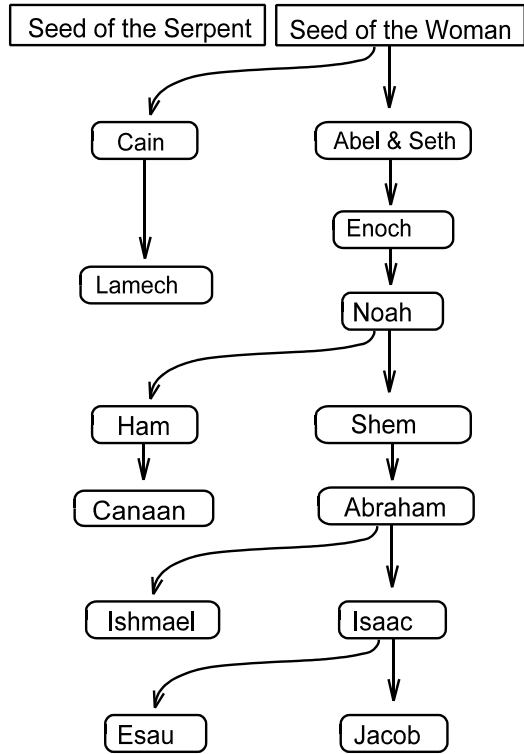 Seed of the Serpent
Seed of the Woman
Cain
Abel & Seth
Enoch
Lamech
Noah
Ham
Shem
Canaan
Abraham
Ishmael
Isaac
Esau
Jacob